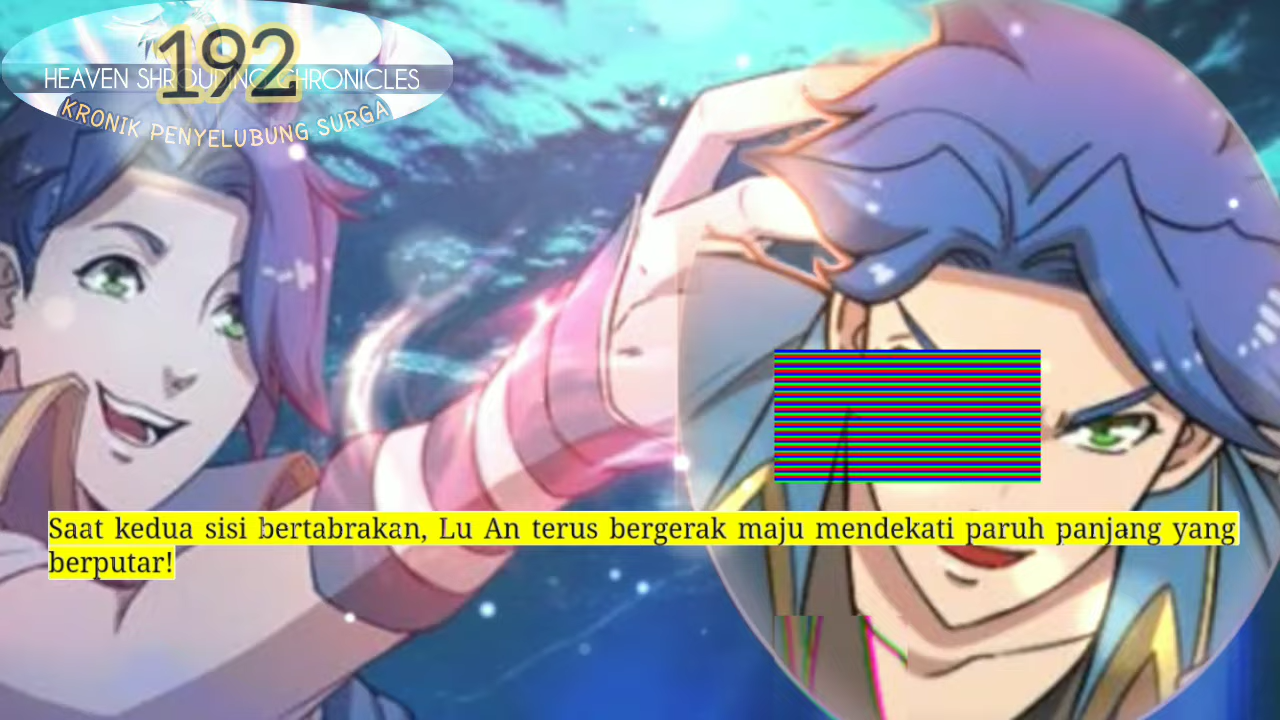 192
HEAVEN SHROUDING CHRONICLES
KRONIK PENYELUBUNG SURGA
Saat kedua sisi bertabrakan, Lu An terus bergerak maju mendekati paruh panjang yang
berputar!